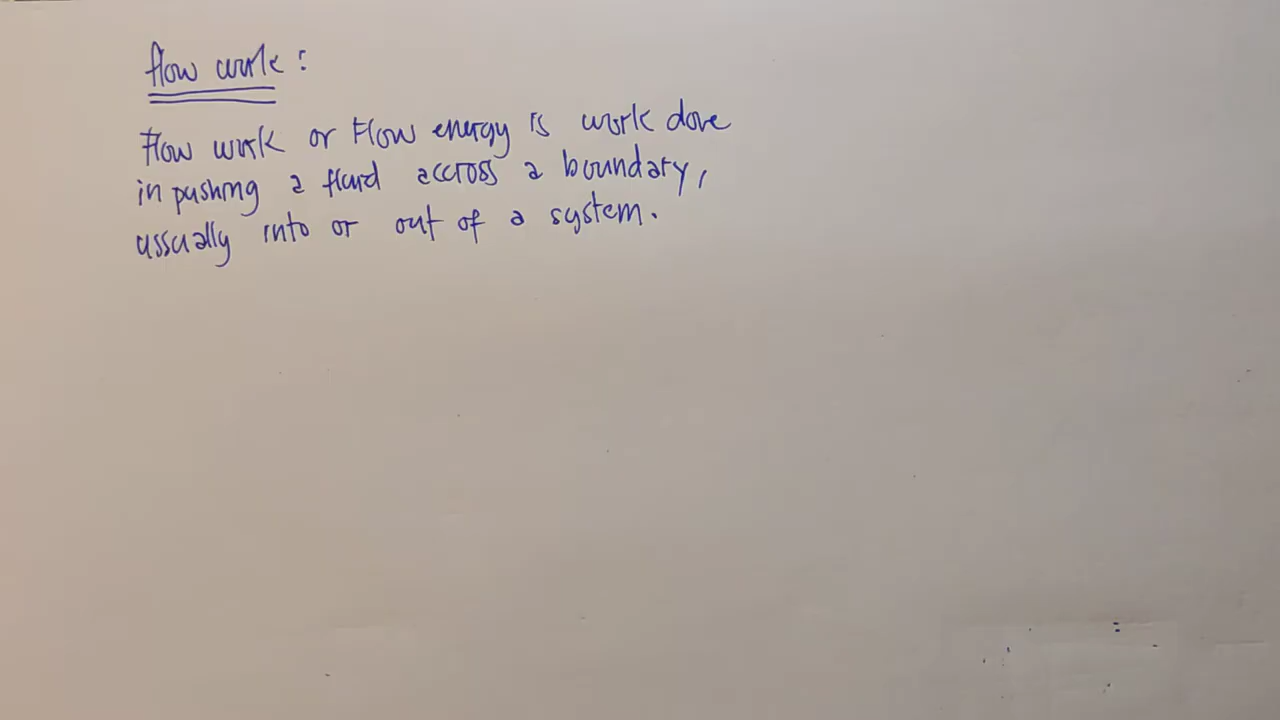 flow work :
Flow work or Flow energy is work done
in pushing a fluid accross a boundary,
ussually into or out of a system.